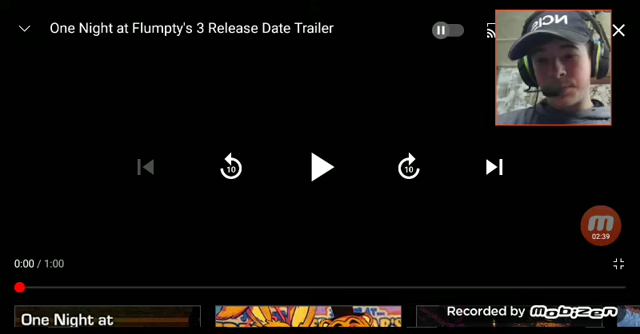 One Night at Flumpty's 3 Release Date Trailer
NCIS
10
10
02:39
0:00 / 1:00
One Night at
Recorded by mobizen